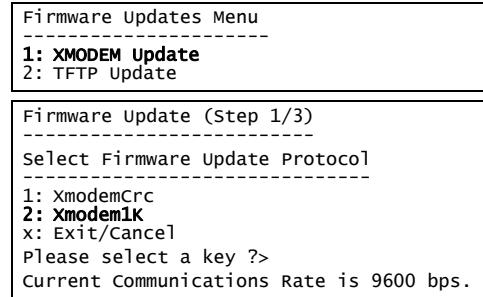 Firmware Updates Menu
----------------------
1: XMODEM Update
2: TFTP Update
Firmware Update (Step 1/3)
--------------------------
Select Firmware Update Protocol
-------------------------------
1: XmodemCrc
2: Xmodem1K
x: Exit/Cancel
Please select a key ?>
Current Communications Rate is 9600 bps.